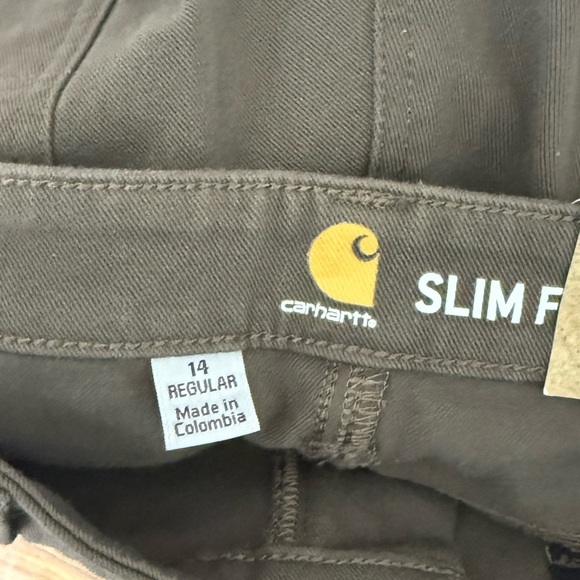 carhartt
SLIM F
14
REGULAR
Made in
Colombia